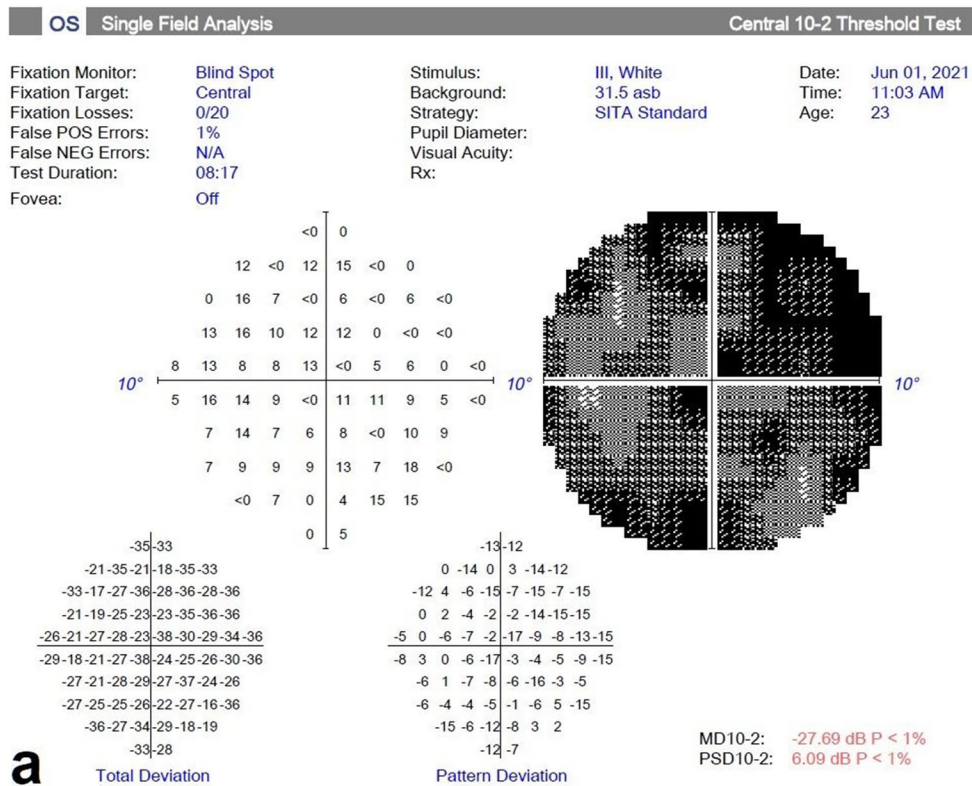 OS Single Field Analysis Central 10-2 Threshold Test
Fixation Monitor: Blind Spot Stimulus: III, White Date: Jun 01, 2021
Fixation Target: Central Background: 31.5 asb Time: 11:03 AM
Fixation Losses: 0/20 Strategy: SITA Standard Age: 23
False POS Errors: 1% Pupil Diameter:
False NEG Errors: N/A Visual Acuity:
Test Duration: 08:17 Rx:
Fovea: Off
<0 0
12 <0 12 15 <0 0
0 16 7 <0 6 <0 6 <0
13 16 10 12 12 0 <0 <0
8 13 8 8 13 <0 5 6 0 <0
10° 10° 10°
5 16 14 9 <0 11 11 9 5 <0
7 14 7 6 8 <0 10 9
7 9 9 9 13 7 18 <0
<0 7 0 4 15 15
0 5
-35 -33 -13 -12
-21 -35 -21 -18 -35 -33 0 -14 0 3 -14 -12
-33 -17 -27 -36 -28 -36 -28 -36 -12 4 -6 -15 -7 -15 -7 -15
-21 -19 -25 -23 -23 -35 -36 -36 0 2 -4 -2 -2 -14 -15 -15
-26 -21 -27 -28 -23 -38 -30 -29 -34 -36 -5 0 -6 -7 -2 -17 -9 -8 -13 -15
-29 -18 -21 -27 -38 -24 -25 -26 -30 -36 -8 3 0 -6 -17 -3 -4 -5 -9 -15
-27 -21 -28 -29 -27 -37 -24 -26 -6 1 -7 -8 -6 -16 -3 -5
-27 -25 -25 -26 -22 -27 -16 -36 -6 -4 -4 -5 -1 -6 5 -15
-36 -27 -34 -29 -18 -19 -15 -6 -12 -8 3 2
-33 -28 -12 -7
MD10-2: -27.69 dB P < 1%
PSD10-2: 6.09 dB P < 1%
a Total Deviation Pattern Deviation